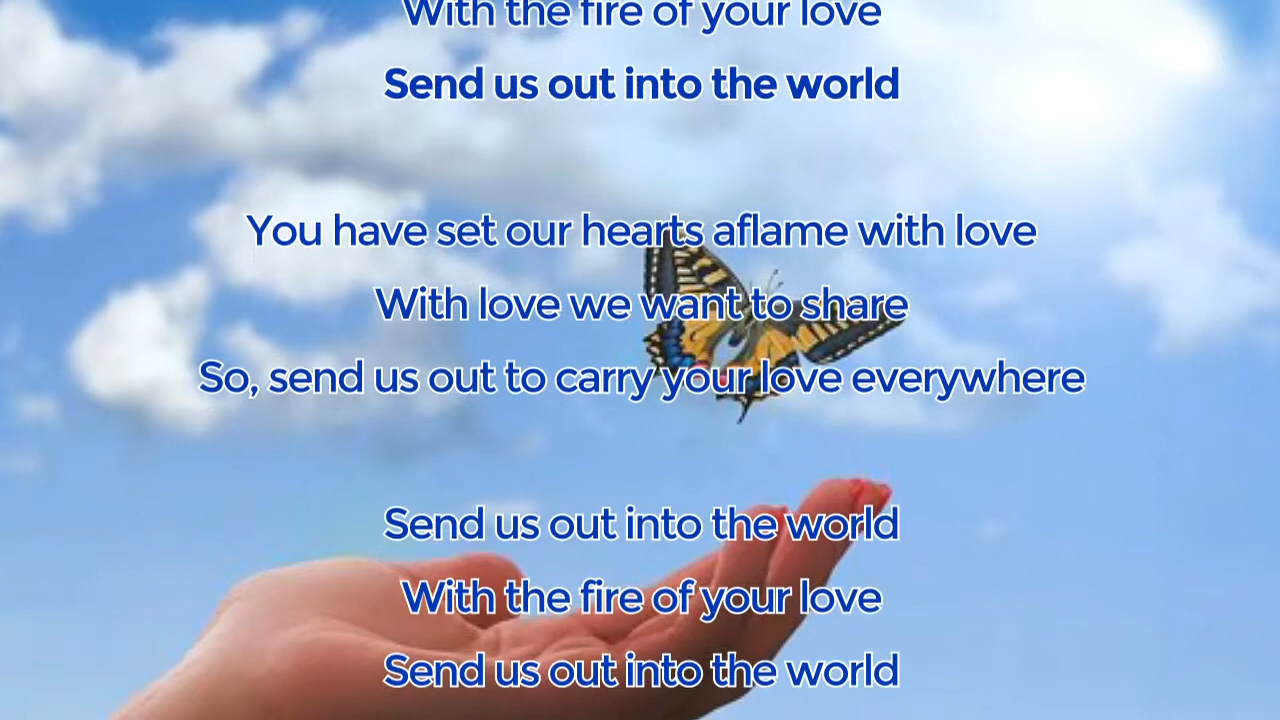 With the fire of your love
Send us out into the world
You have set our hearts aflame with love
With love we want to share
So, send us out to carry your love everywhere
Send us out into the world
With the fire of your love
Send us out into the world